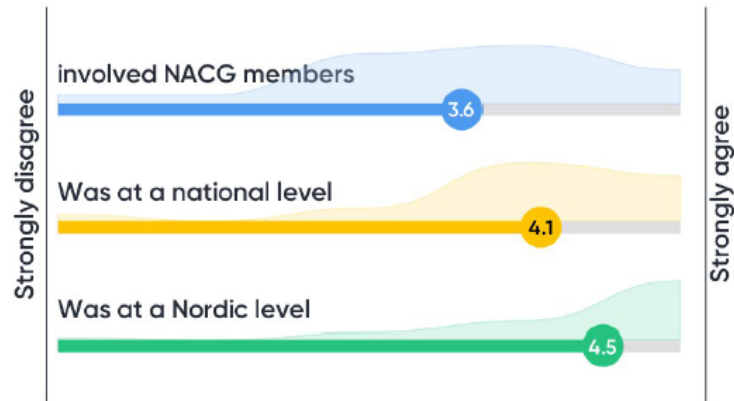 Strongly disagree
involved NACG members
3.6
Was at a national level
4.1
Was at a Nordic level
4.5
Strongly agree